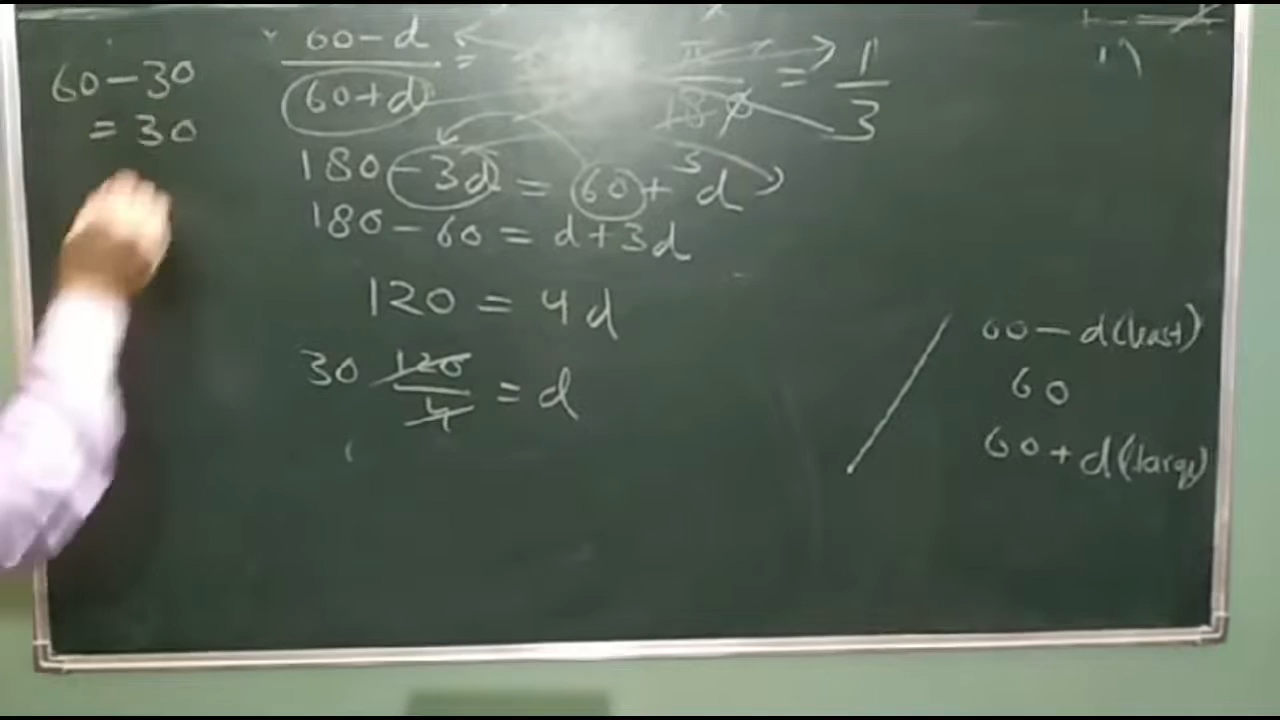 60-30
= 30
60-d / 60+d = = 1/3
180-3d = 60+d
180-60 = d+3d
120 = 4d
30 120/4 = d
60-d(least)
60
60+d(larg